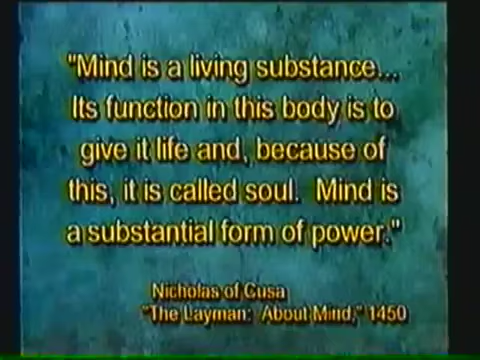 "Mind is a living substance...
Its function in this body is to
give it life and, because of
this, it is called soul.  Mind is
a substantial form of power."
Nicholas of Cusa
"The Layman:  About Mind," 1450